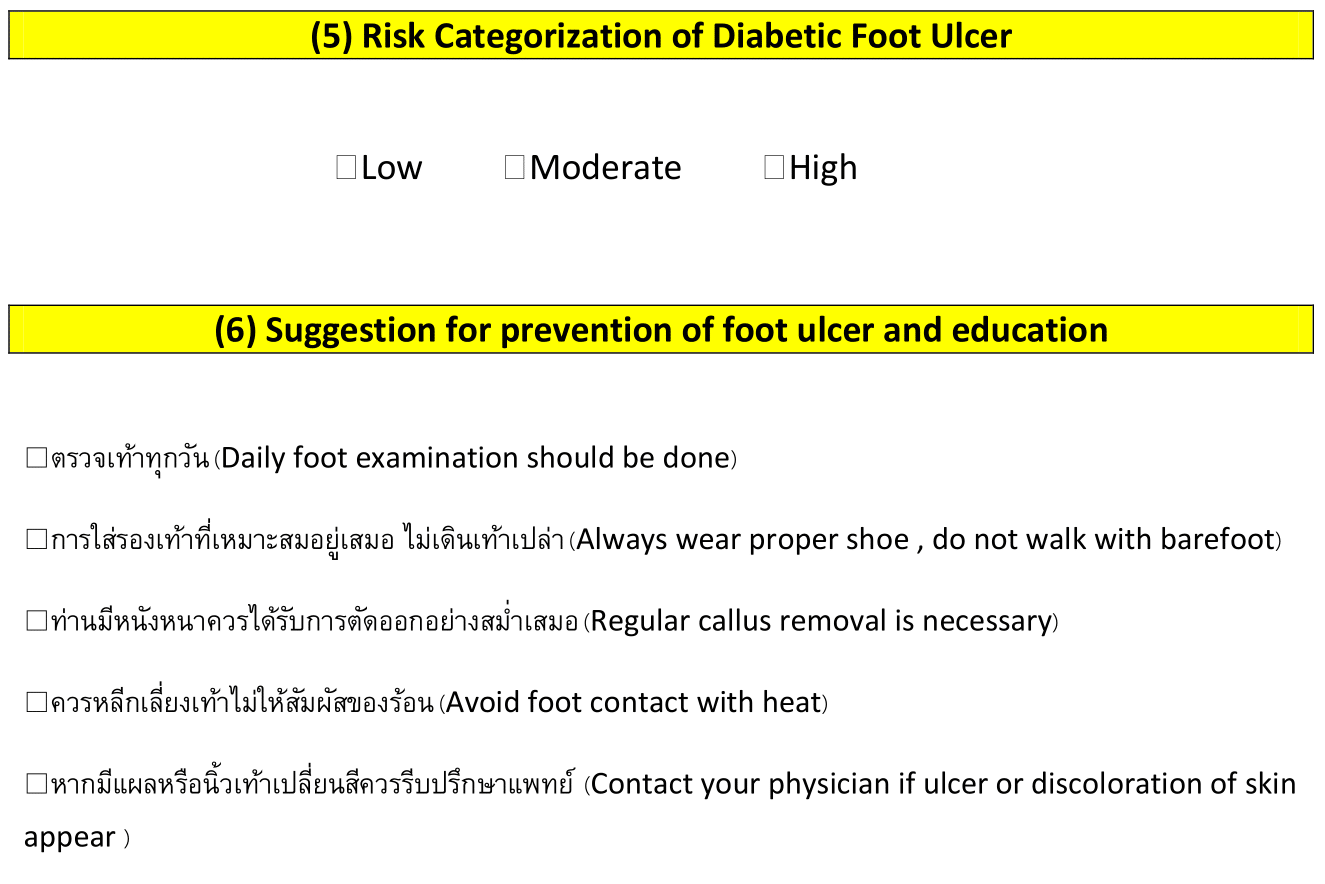 (5) Risk Categorization of Diabetic Foot Ulcer
☐Low ☐Moderate ☐High
(6) Suggestion for prevention of foot ulcer and education
☐ตรวจเท้าทุกวัน (Daily foot examination should be done)
☐การใส่รองเท้าที่เหมาะสมอยู่เสมอ ไม่เดินเท้าเปล่า (Always wear proper shoe , do not walk with barefoot)
☐ท่านมีหนังหนาควรได้รับการตัดออกอย่างสม่ำเสมอ (Regular callus removal is necessary)
☐ควรหลีกเลี่ยงเท้าไม่ให้สัมผัสของร้อน (Avoid foot contact with heat)
☐หากมีแผลหรือนิ้วเท้าเปลี่ยนสีควรรีบปรึกษาแพทย์ (Contact your physician if ulcer or discoloration of skin
appear )